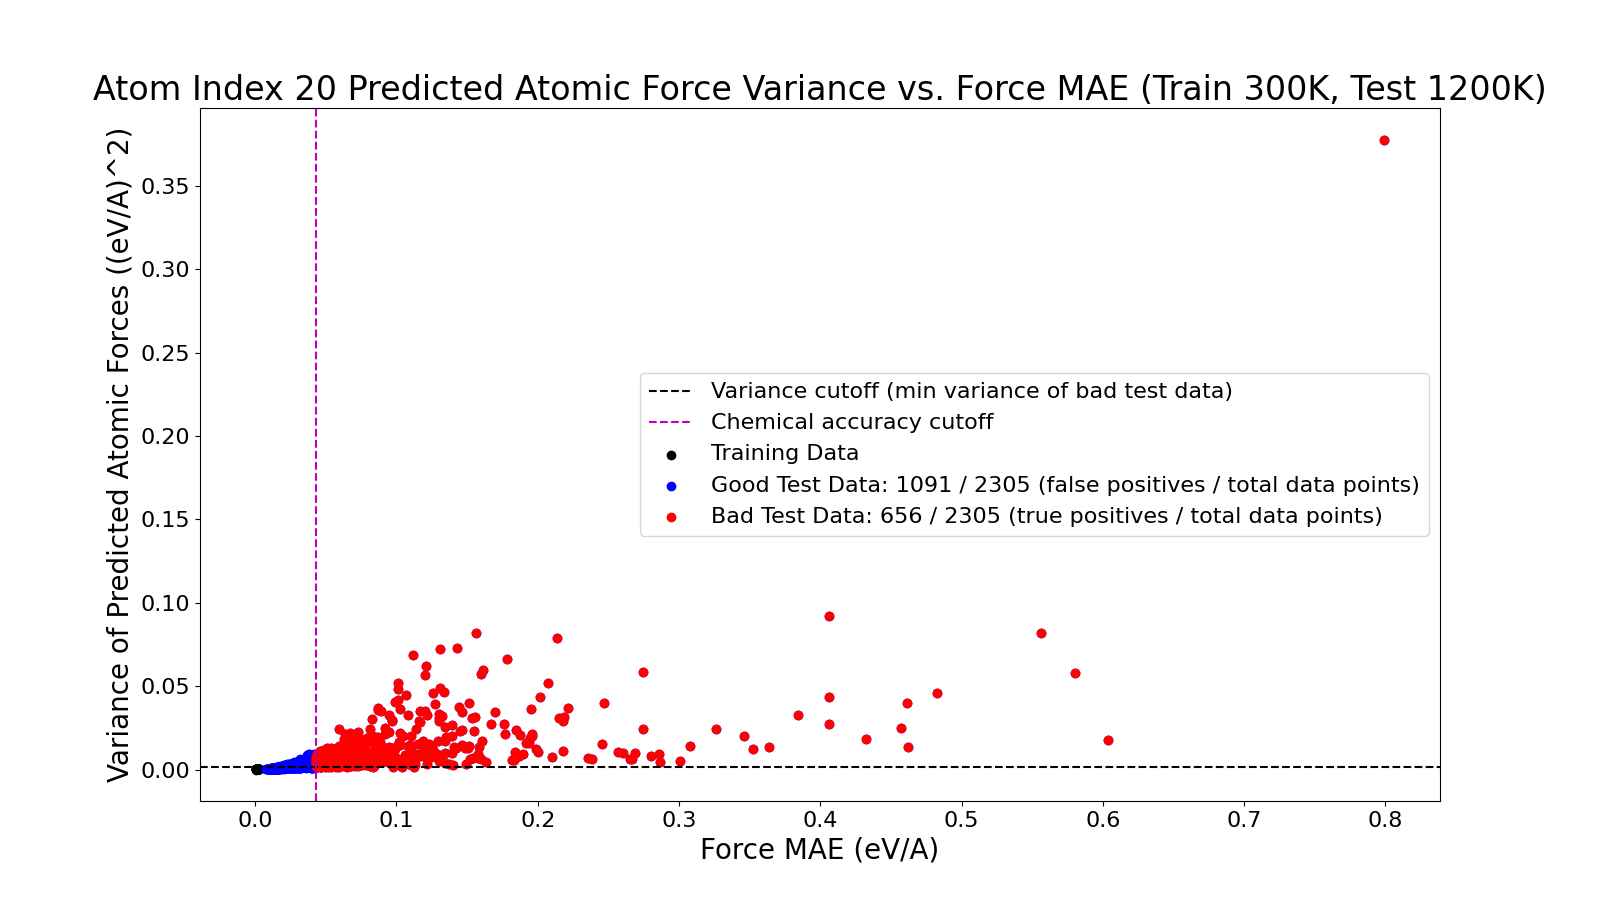 Atom Index 20 Predicted Atomic Force Variance vs. Force MAE (Train 300K, Test 1200K)
Variance of Predicted Atomic Forces ((eV/A)^2)
0.35
0.30
0.25
0.20
0.15
0.10
0.05
0.00
Variance cutoff (min variance of bad test data)
Chemical accuracy cutoff
Training Data
Good Test Data: 1091 / 2305 (false positives / total data points)
Bad Test Data: 656 / 2305 (true positives / total data points)
0.0 0.1 0.2 0.3 0.4 0.5 0.6 0.7 0.8
Force MAE (eV/A)